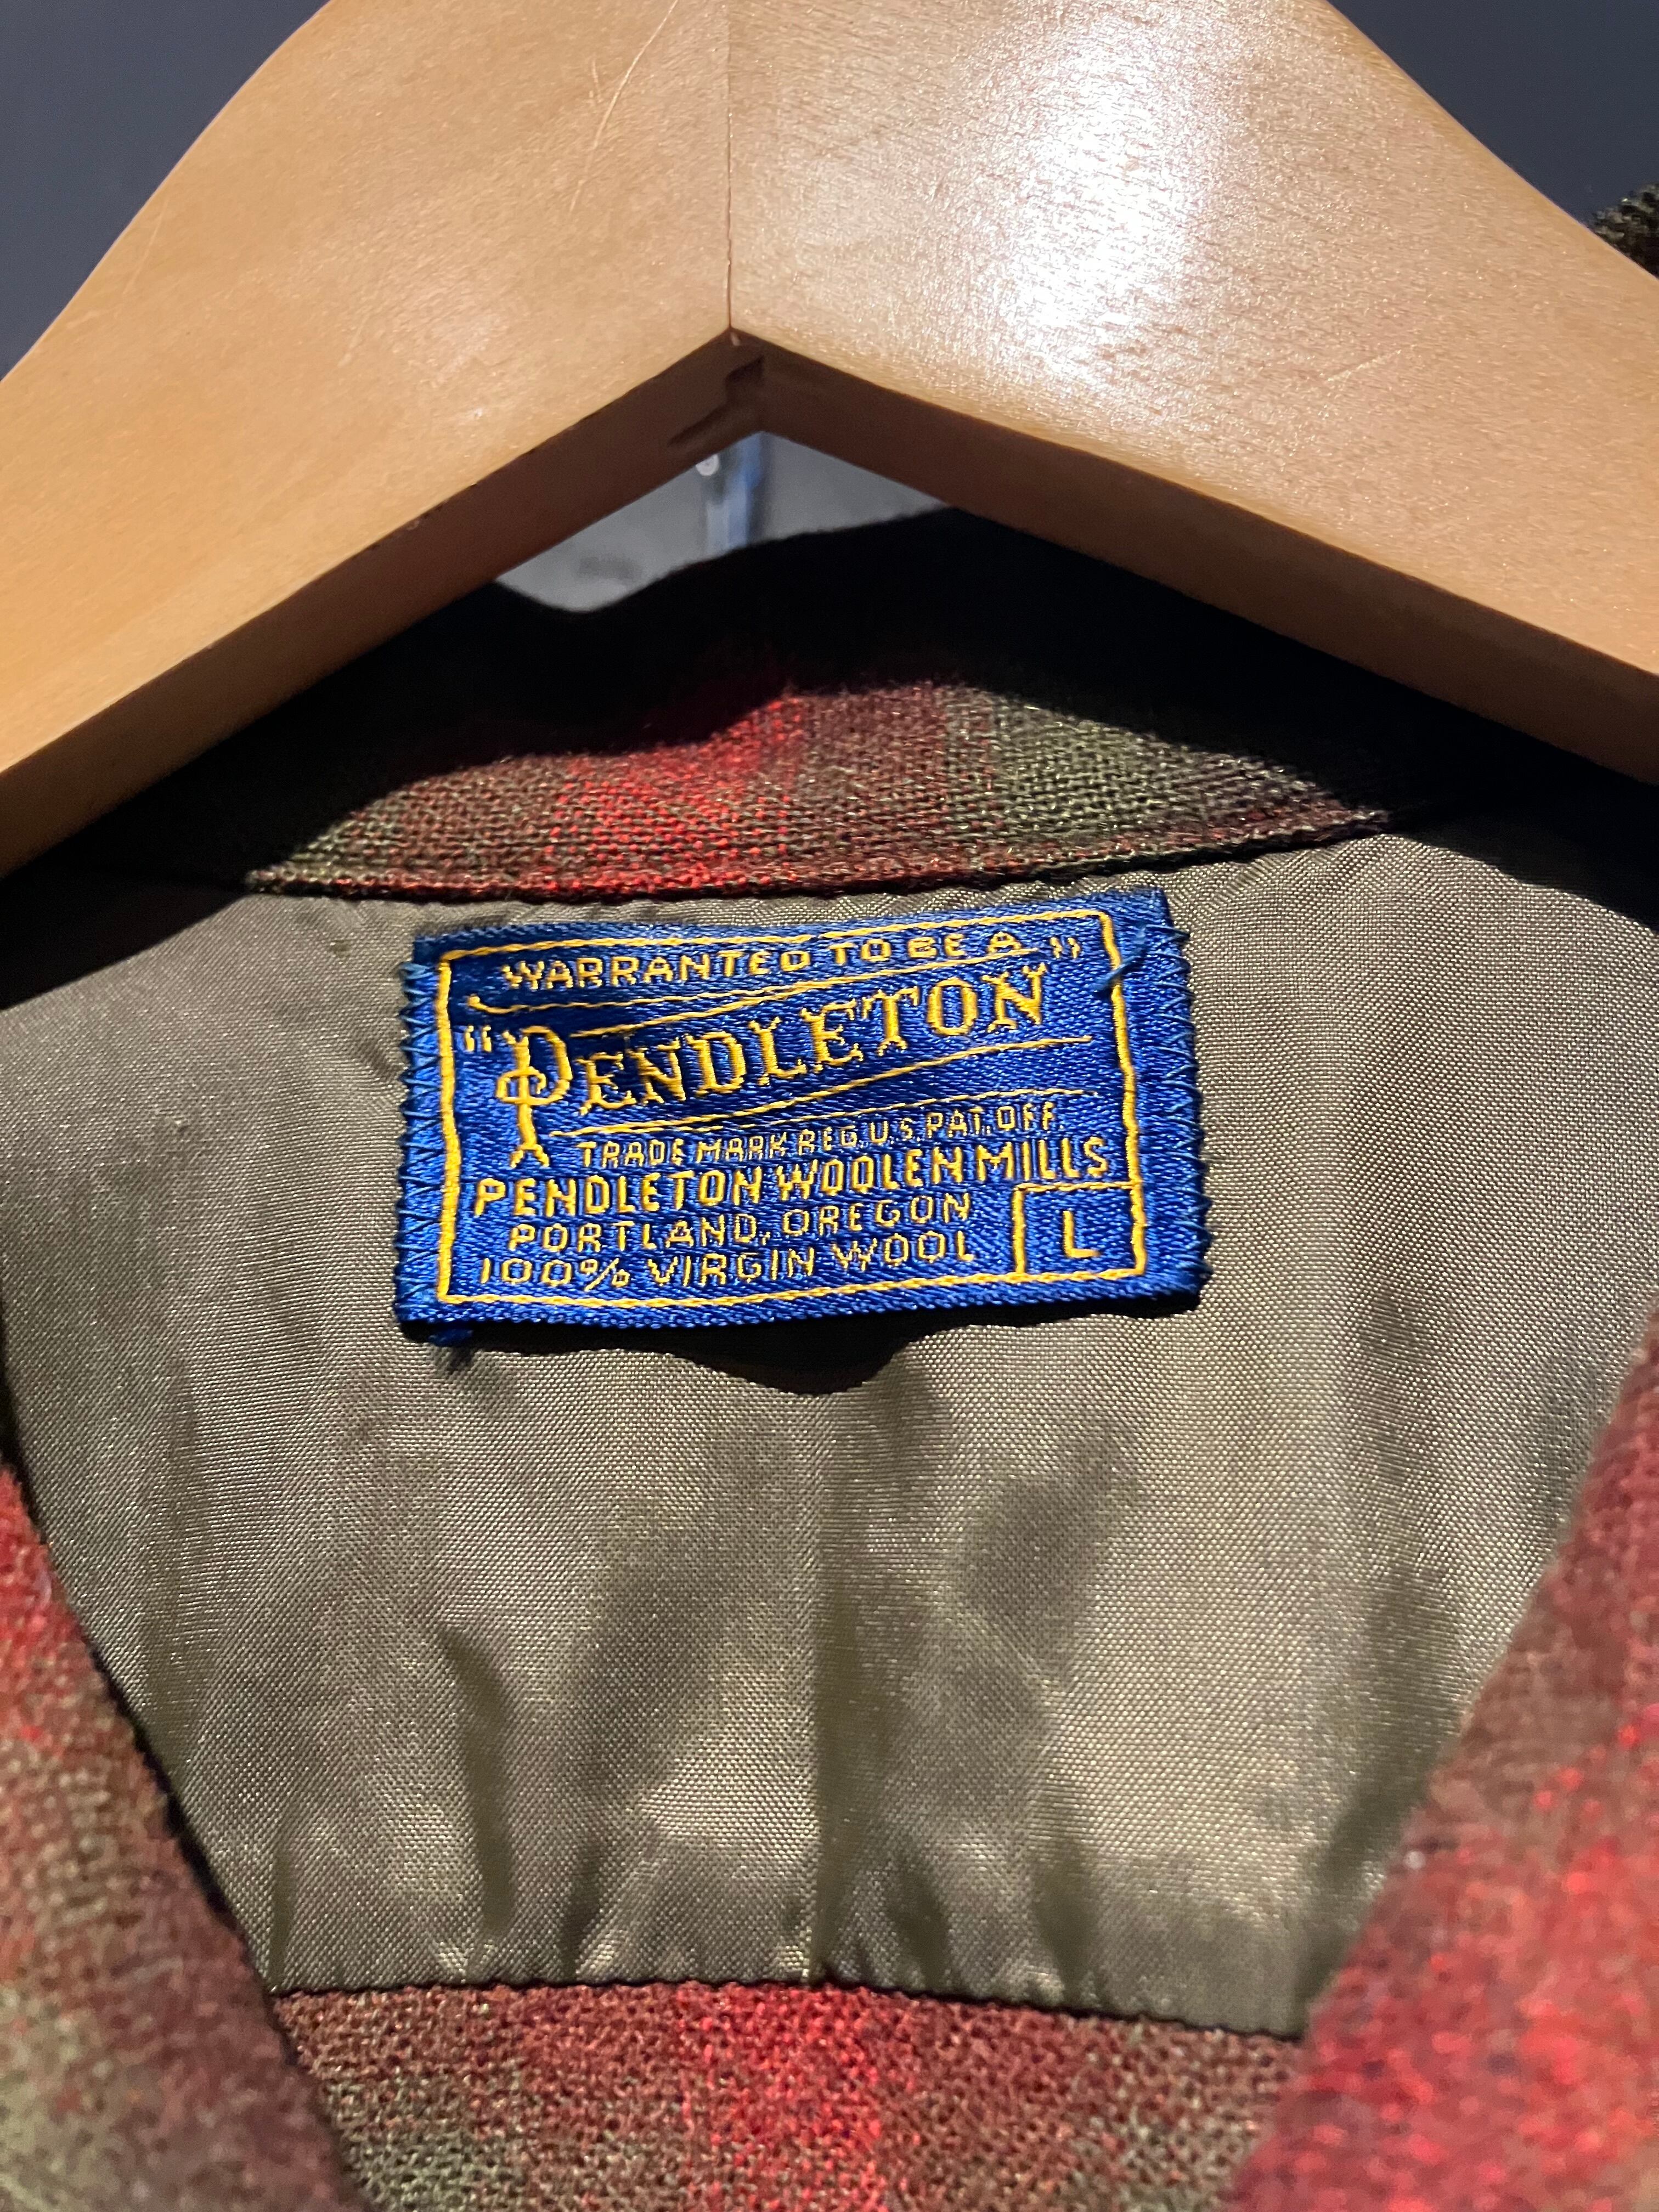 WARRANTED TO BE A
"PENDLETON"
TRADE MARK REG. U.S. PAT. OFF.
PENDLETON WOOLEN MILLS
PORTLAND, OREGON
100% VIRGIN WOOL
L